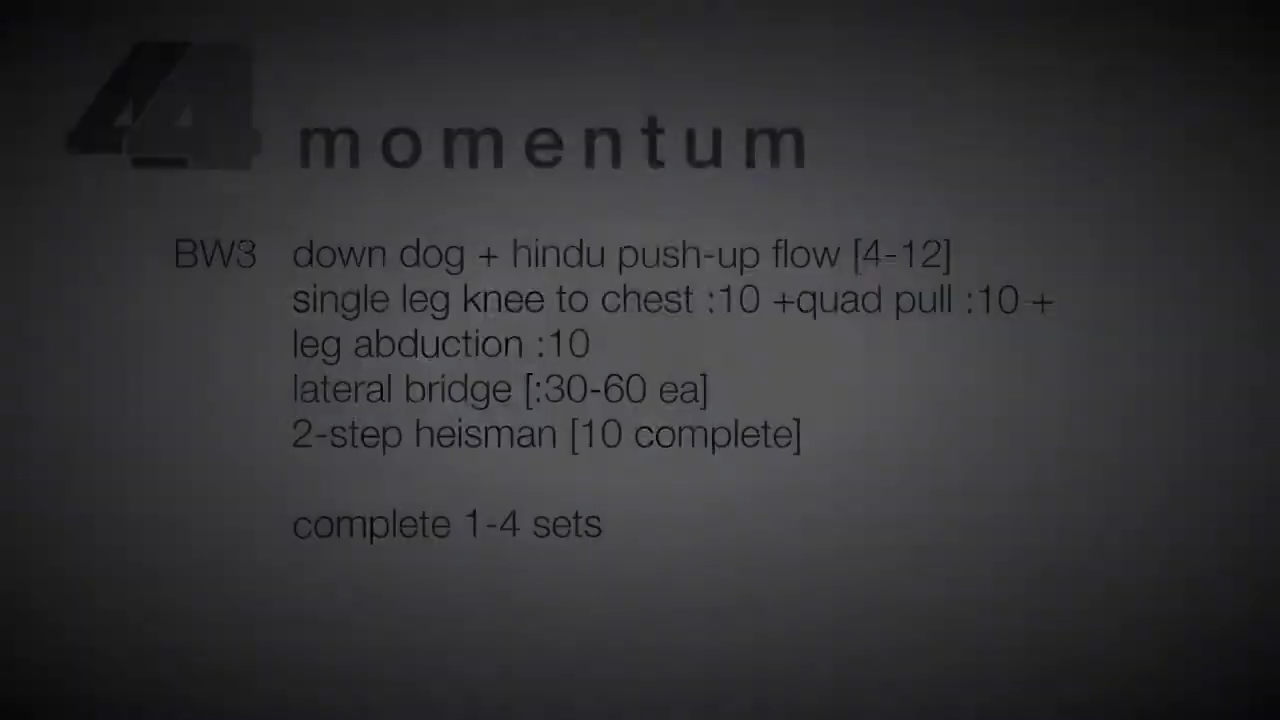 44 momentum
BW3 down dog + hindu push-up flow [4-12]
single leg knee to chest :10 +quad pull :10 +
leg abduction :10
lateral bridge [:30-60 ea]
2-step heisman [10 complete]
complete 1-4 sets